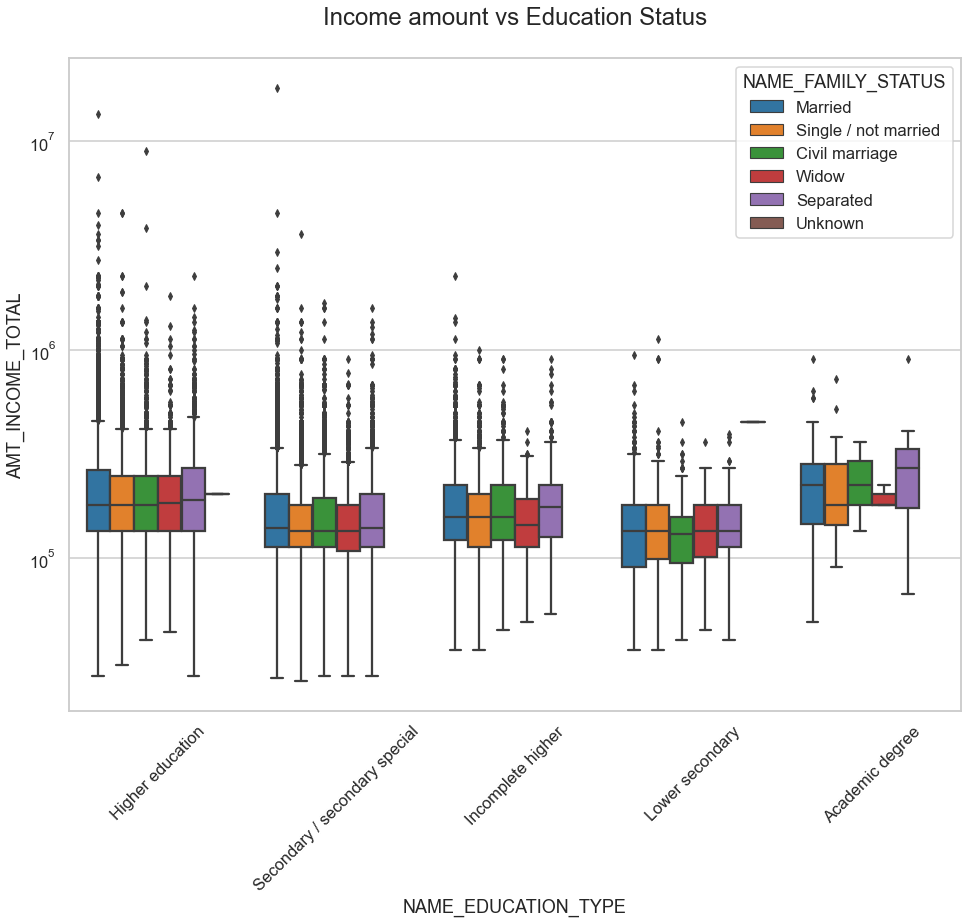 Income amount vs Education Status
NAME_FAMILY_STATUS
Married
Single / not married
Civil marriage
Widow
Separated
Unknown
10^7
10^6
10^5
AMT_INCOME_TOTAL
Higher education
Secondary / secondary special
Incomplete higher
Lower secondary
Academic degree
NAME_EDUCATION_TYPE